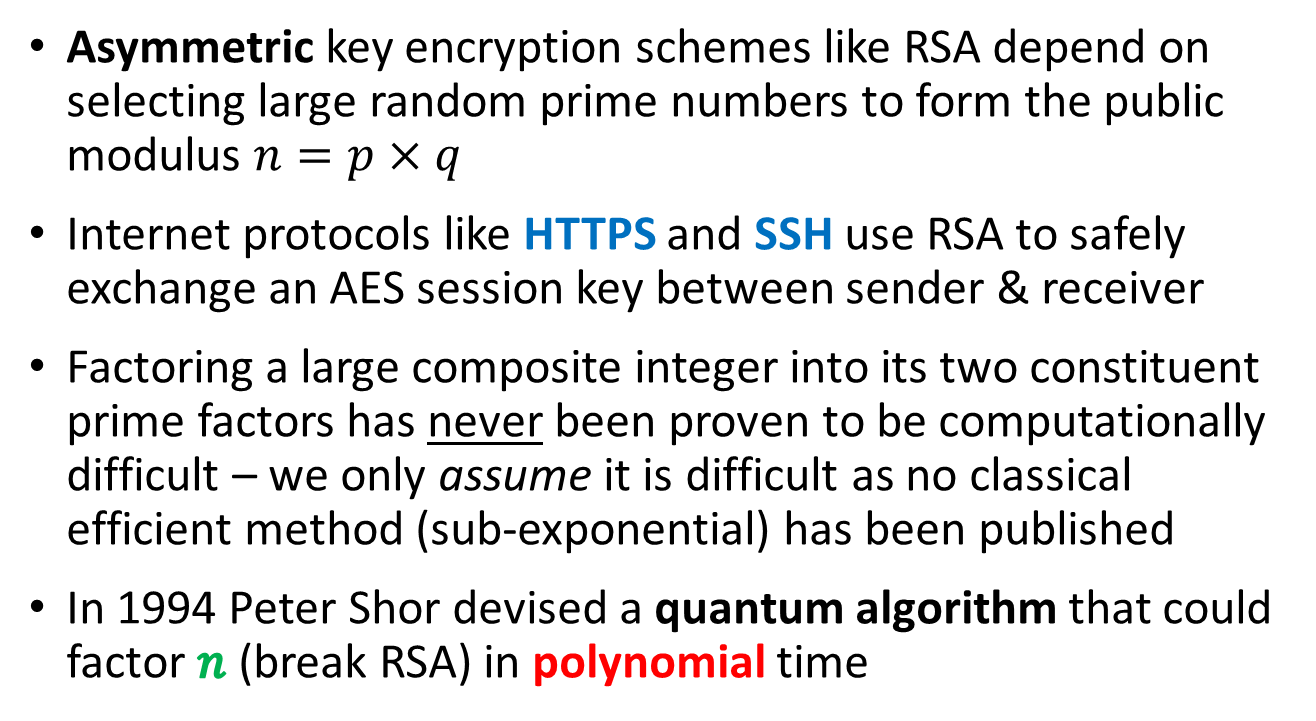 • Asymmetric key encryption schemes like RSA depend on
selecting large random prime numbers to form the public
modulus n = p × q
• Internet protocols like HTTPS and SSH use RSA to safely
exchange an AES session key between sender & receiver
• Factoring a large composite integer into its two constituent
prime factors has never been proven to be computationally
difficult – we only assume it is difficult as no classical
efficient method (sub-exponential) has been published
• In 1994 Peter Shor devised a quantum algorithm that could
factor n (break RSA) in polynomial time